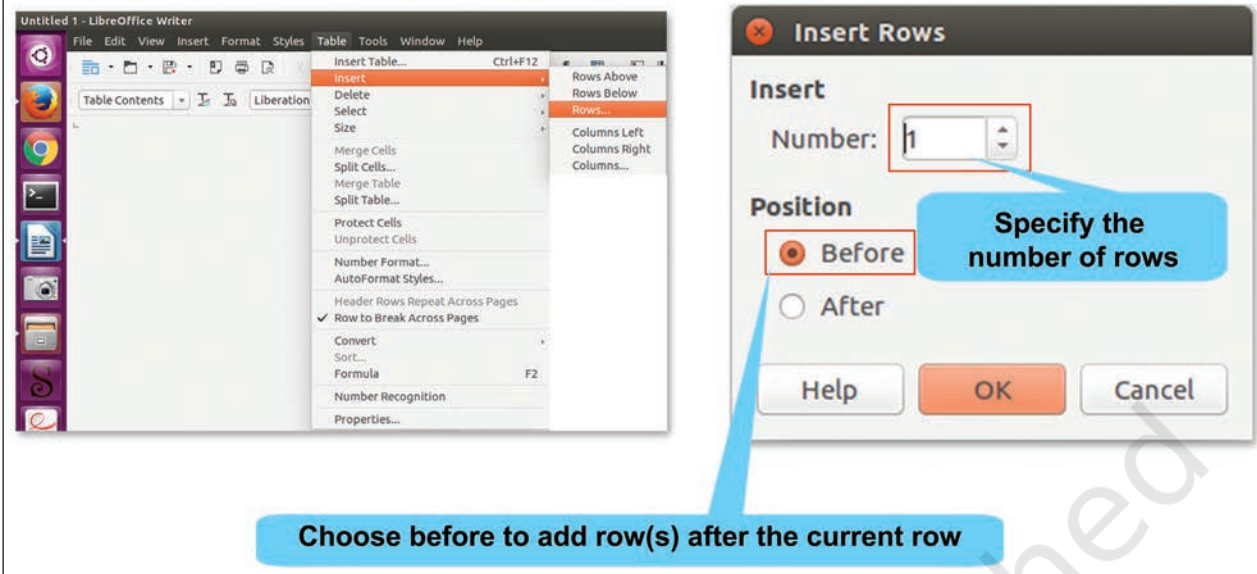 Untitled 1 - LibreOffice Writer
File Edit View Insert Format Styles Table Tools Window Help
Table Contents
Liberation
Insert Table... Ctrl+F12
Insert
Delete
Select
Size
Merge Cells
Split Cells...
Merge Table
Split Table...
Protect Cells
Unprotect Cells
Number Format...
AutoFormat Styles...
Header Rows Repeat Across Pages
Row to Break Across Pages
Convert
Sort...
Formula F2
Number Recognition
Properties...
Rows Above
Rows Below
Rows...
Columns Left
Columns Right
Columns...
Insert Rows
Insert
Number: 1
Position
Before
After
Specify the
number of rows
Help OK Cancel
Choose before to add row(s) after the current row
hed